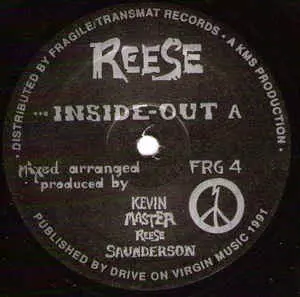 · DISTRIBUTED BY FRAGILE/TRANSMAT RECORDS · A KMS PRODUCTION ·
REESE
... INSIDE-OUT A
Mixed arranged
produced by
FRG 4
KEVIN
MASTER
REESE
SAUNDERSON
PUBLISHED BY DRIVE ON VIRGIN MUSIC 1991